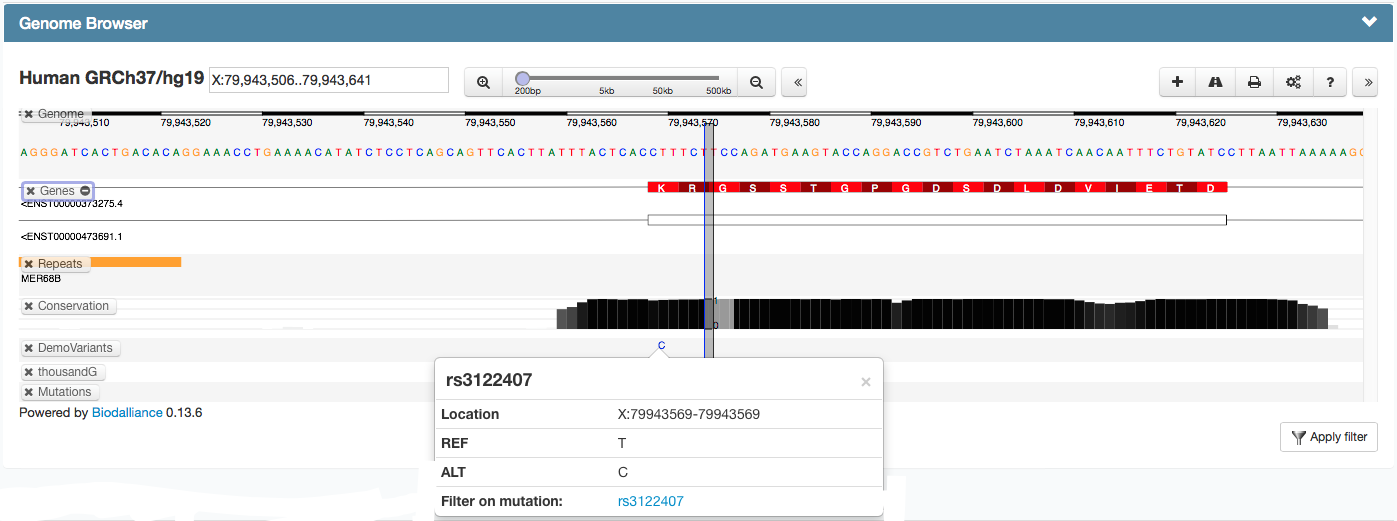 Genome Browser
Human GRCh37/hg19 X:79,943,506..79,943,641
200bp 5kb 50kb 500kb
« + ? »
✖ Genome
79,943,510 79,943,520 79,943,530 79,943,540 79,943,550 79,943,560 79,943,570 79,943,580 79,943,590 79,943,600 79,943,610 79,943,620 79,943,630
AGGGATCACTGACACAGGAAACCTGAAAACATATCTCCTCAGCAGTTCACTTATTTACTCACCTTTCTTCCAGATGAAGTACCAGGACCGTCTGAATCTAAATCAACAATTTCTGTATCCTTAATTAAAAAGG
✖ Genes K R G S S T G P G D S D L D V I E T D
<ENST00000373275.4
<ENST00000473691.1
✖ Repeats
MER68B
✖ Conservation 1
0
✖ DemoVariants C
✖ thousandG
✖ Mutations
Powered by Biodalliance 0.13.6
Apply filter
rs3122407 ×
Location X:79943569-79943569
REF T
ALT C
Filter on mutation: rs3122407